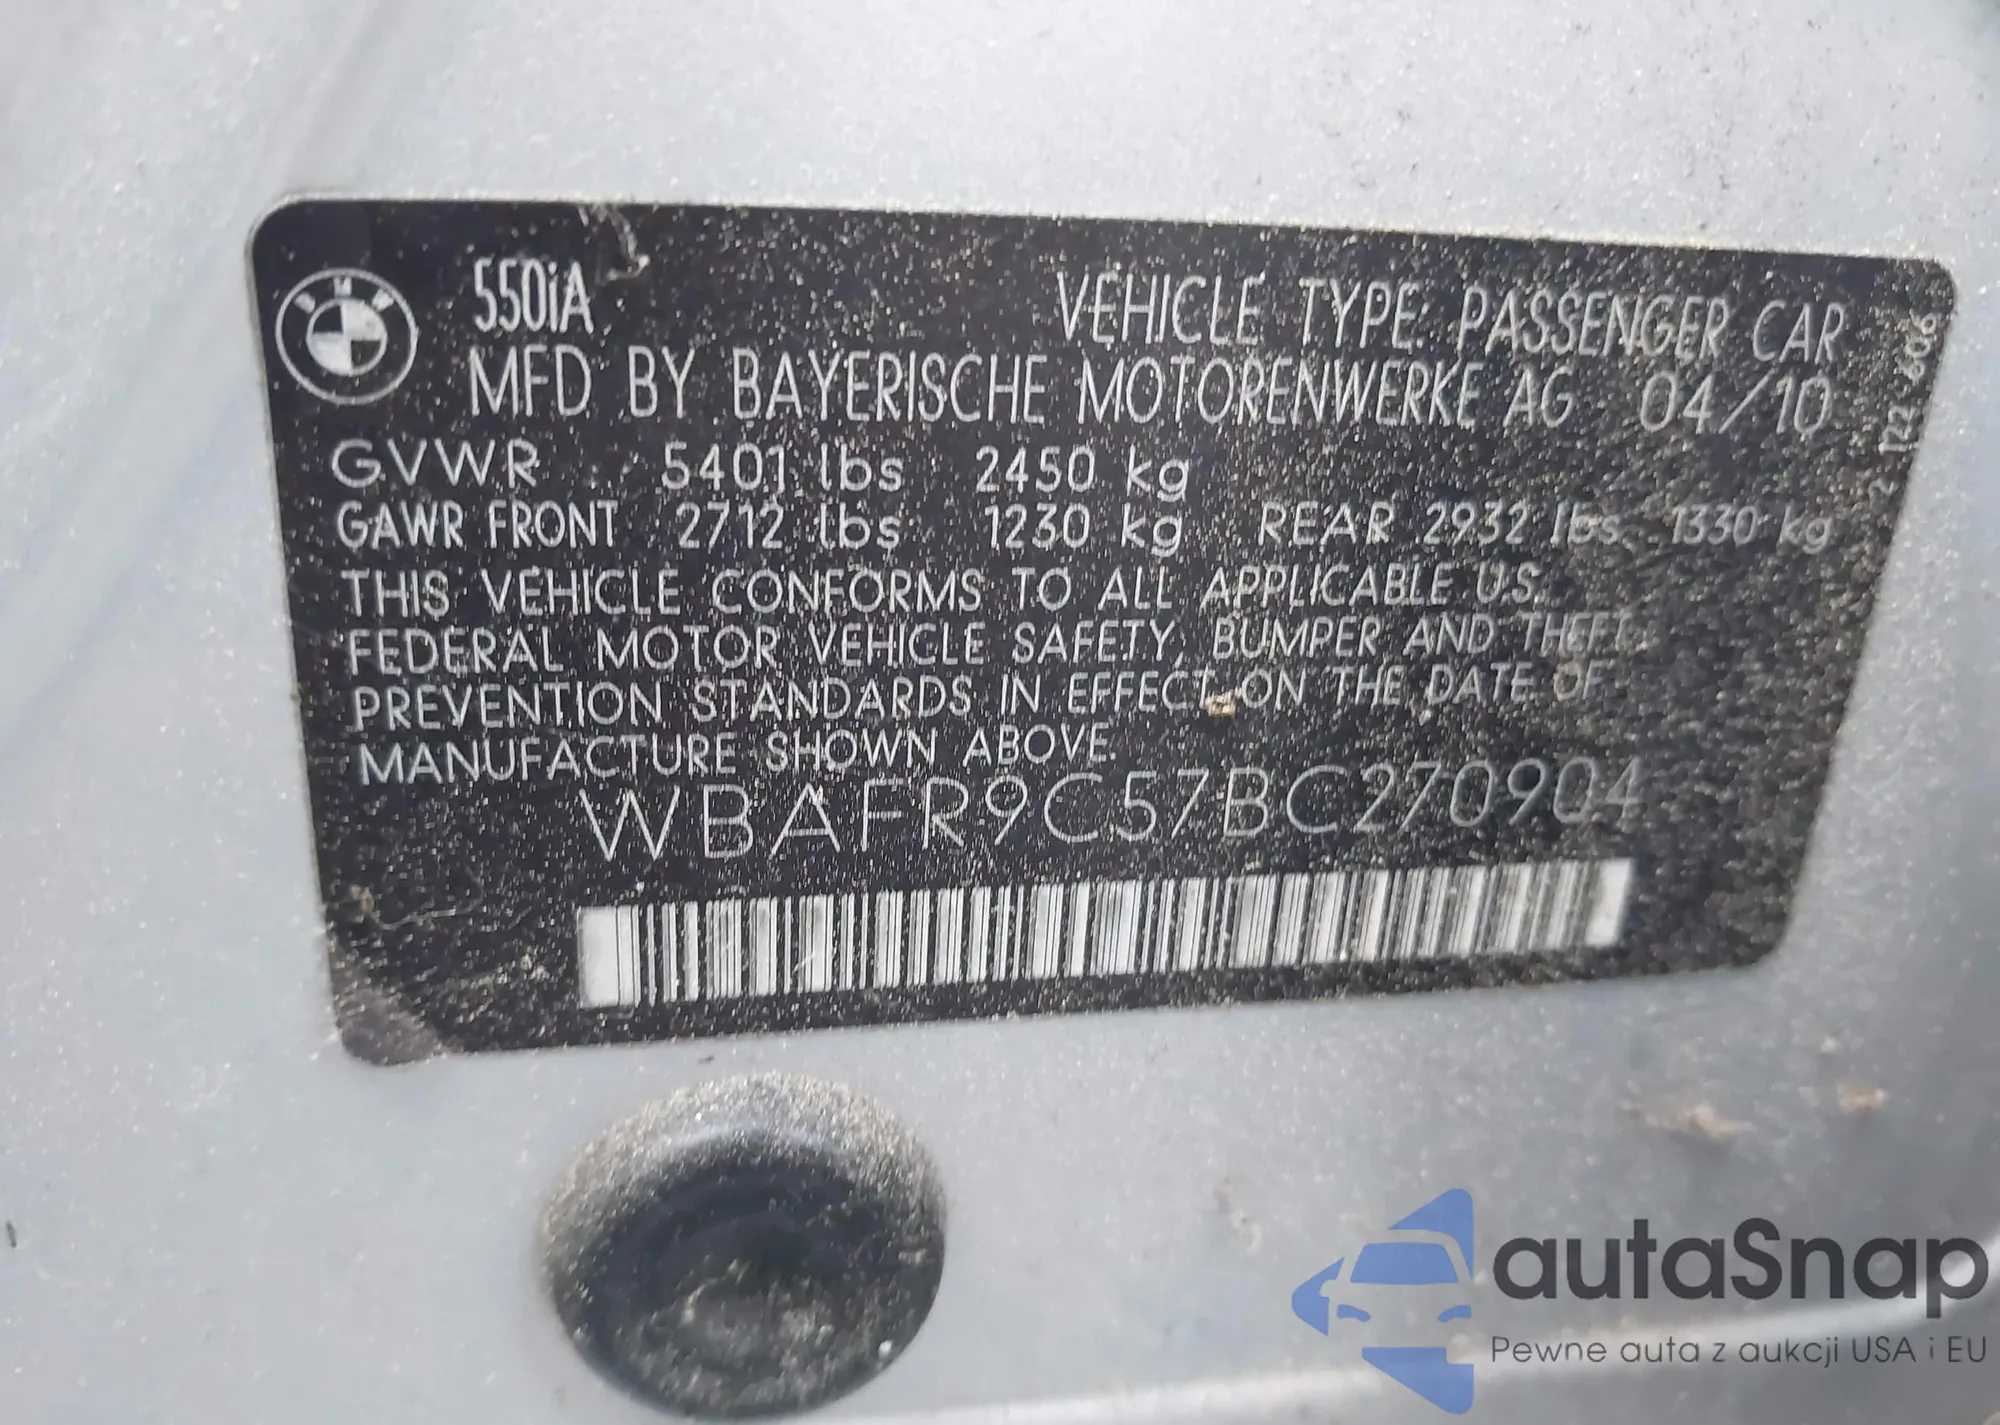 BMW
550iA
VEHICLE TYPE: PASSENGER CAR
MFD BY BAYERISCHE MOTORENWERKE AG 04/10
GVWR 5401 lbs 2450 kg
GAWR FRONT 2712 lbs 1230 kg REAR 2932 lbs 1330 kg
THIS VEHICLE CONFORMS TO ALL APPLICABLE U.S.
FEDERAL MOTOR VEHICLE SAFETY, BUMPER AND THEFT
PREVENTION STANDARDS IN EFFECT ON THE DATE OF
MANUFACTURE SHOWN ABOVE.
WBAFR9C57BC270904
autaSnap
Pewne auta z aukcji USA i EU